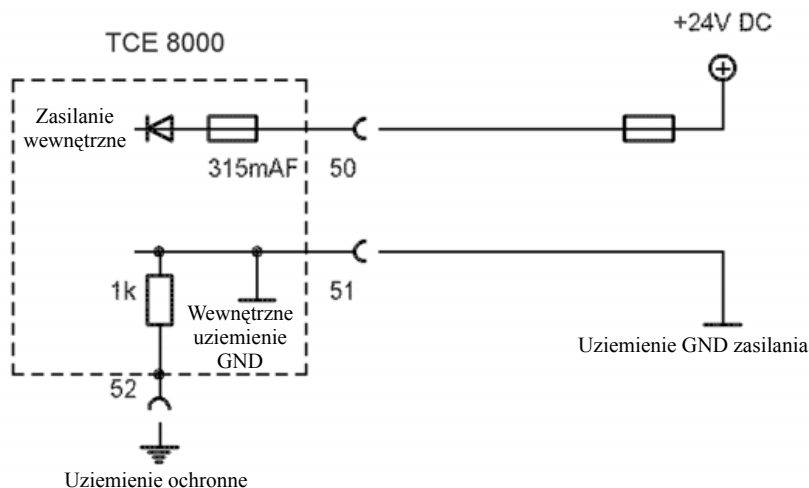 +24V DC
TCE 8000
Zasilanie
wewnętrzne
315mAF
50
1k
Wewnętrzne
uziemienie
GND
51
Uziemienie GND zasilania
52
Uziemienie ochronne